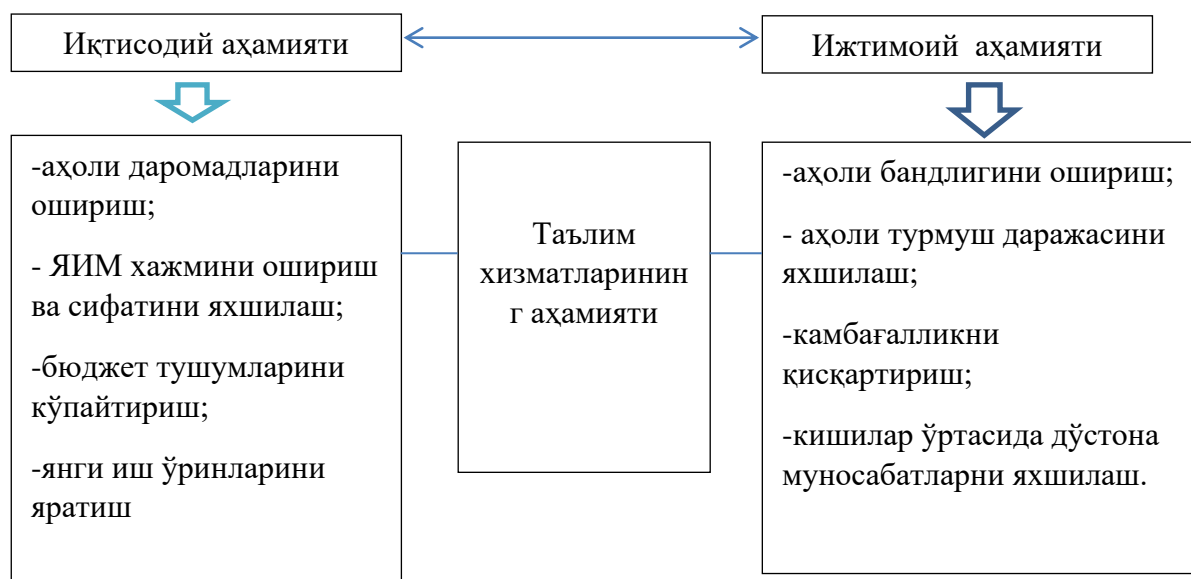 Иқтисодий аҳамияти
Ижтимоий аҳамияти
-аҳоли даромадларини
ошириш;
- ЯИМ хажмини ошириш
ва сифатини яхшилаш;
-бюджет тушумларини
кўпайтириш;
-янги иш ўринларини
яратиш
Таълим
хизматларинин
г аҳамияти
-аҳоли бандлигини ошириш;
- аҳоли турмуш даражасини
яхшилаш;
-камбағалликни
қисқартириш;
-кишилар ўртасида дўстона
муносабатларни яхшилаш.